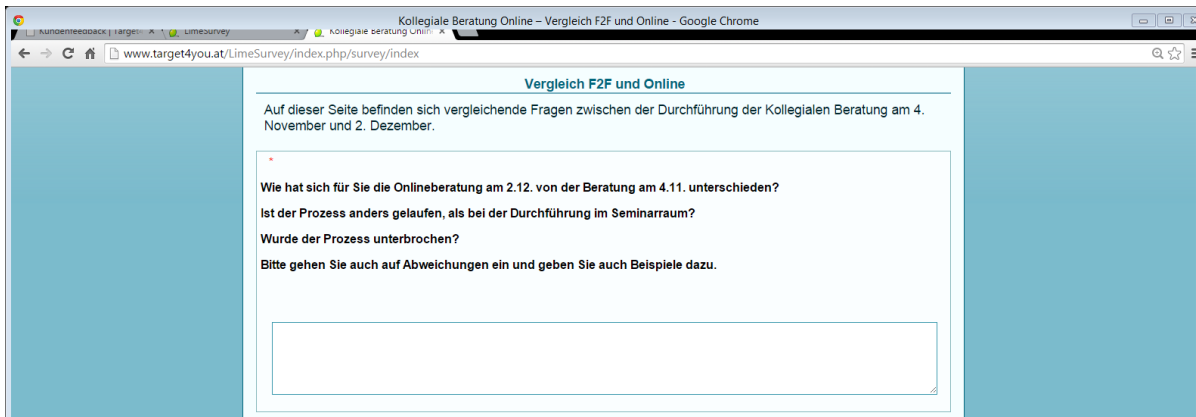 Kollegiale Beratung Online – Vergleich F2F und Online - Google Chrome
Kundenfeedback | Target × LimeSurvey × Kollegiale Beratung Onlin ×
www.target4you.at/LimeSurvey/index.php/survey/index
Vergleich F2F und Online
Auf dieser Seite befinden sich vergleichende Fragen zwischen der Durchführung der Kollegialen Beratung am 4.
November und 2. Dezember.
*
Wie hat sich für Sie die Onlineberatung am 2.12. von der Beratung am 4.11. unterschieden?
Ist der Prozess anders gelaufen, als bei der Durchführung im Seminarraum?
Wurde der Prozess unterbrochen?
Bitte gehen Sie auch auf Abweichungen ein und geben Sie auch Beispiele dazu.